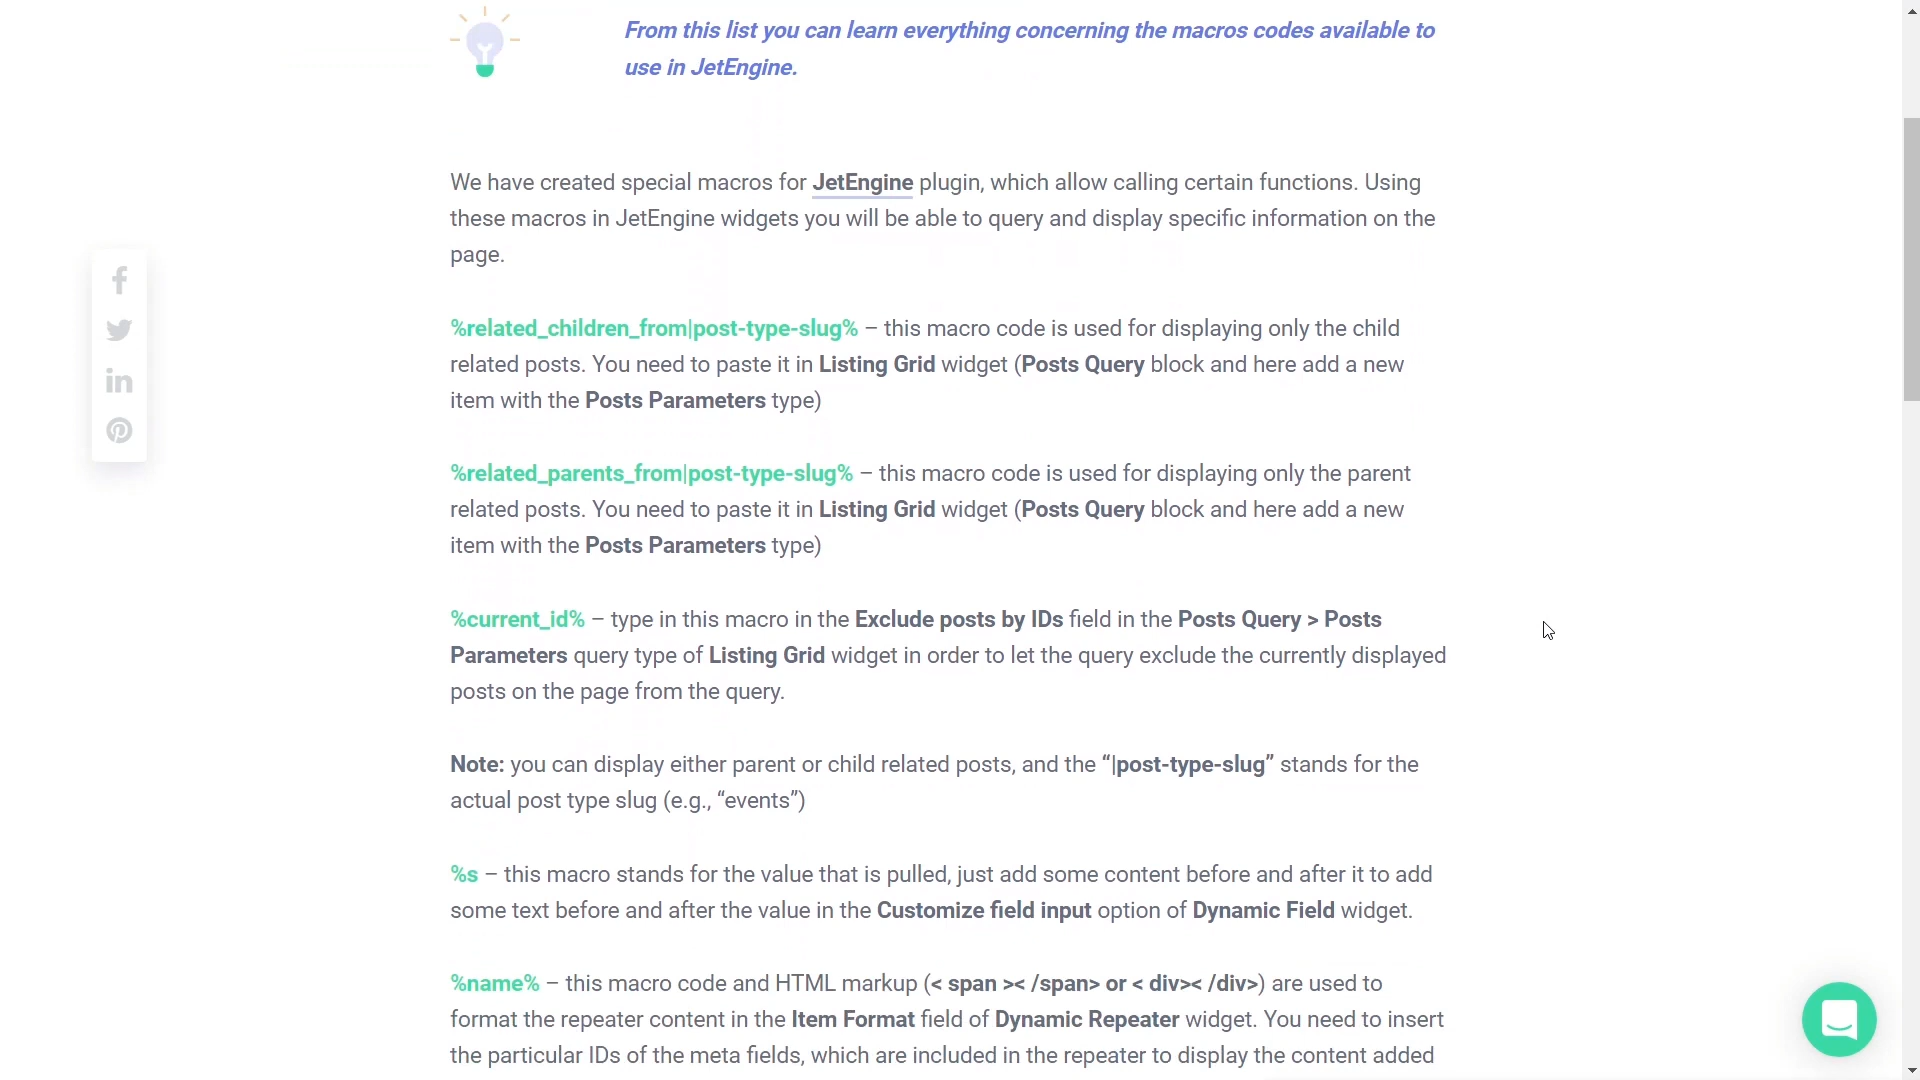 From this list you can learn everything concerning the macros codes available to
use in JetEngine.
We have created special macros for JetEngine plugin, which allow calling certain functions. Using
these macros in JetEngine widgets you will be able to query and display specific information on the
page.
%related_children_from|post-type-slug% – this macro code is used for displaying only the child
related posts. You need to paste it in Listing Grid widget (Posts Query block and here add a new
item with the Posts Parameters type)
%related_parents_from|post-type-slug% – this macro code is used for displaying only the parent
related posts. You need to paste it in Listing Grid widget (Posts Query block and here add a new
item with the Posts Parameters type)
%current_id% – type in this macro in the Exclude posts by IDs field in the Posts Query > Posts
Parameters query type of Listing Grid widget in order to let the query exclude the currently displayed
posts on the page from the query.
Note: you can display either parent or child related posts, and the “|post-type-slug” stands for the
actual post type slug (e.g., “events”)
%s – this macro stands for the value that is pulled, just add some content before and after it to add
some text before and after the value in the Customize field input option of Dynamic Field widget.
%name% – this macro code and HTML markup (< span >< /span> or < div>< /div>) are used to
format the repeater content in the Item Format field of Dynamic Repeater widget. You need to insert
the particular IDs of the meta fields, which are included in the repeater to display the content added